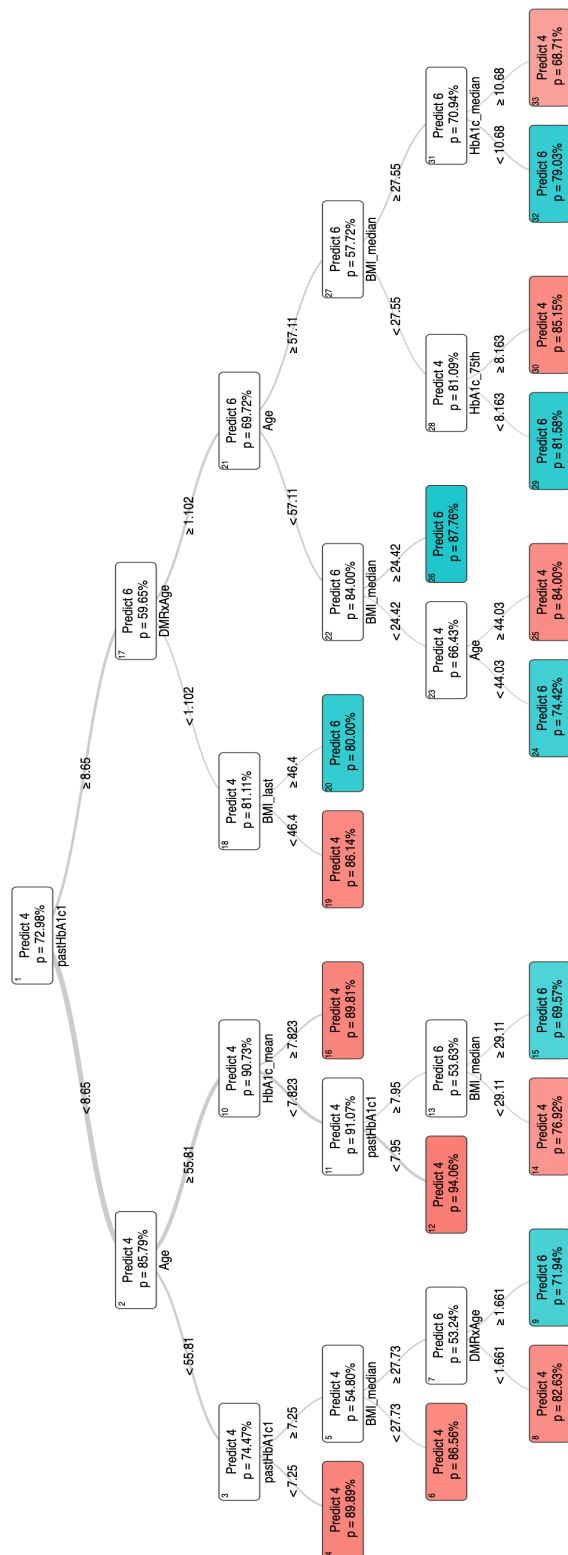 1
Predict 4
p = 72.98%
pastHbA1c1
< 8.65
≥ 8.65
2
Predict 4
p = 85.79%
Age
< 55.81
≥ 55.81
3
Predict 4
p = 74.47%
pastHbA1c1
< 7.25
≥ 7.25
4
Predict 4
p = 89.89%
5
Predict 4
p = 54.80%
BMI_median
< 27.73
≥ 27.73
6
Predict 4
p = 86.56%
7
Predict 6
p = 53.24%
DMRxAge
< 1.661
≥ 1.661
8
Predict 4
p = 82.63%
9
Predict 6
p = 71.94%
10
Predict 4
p = 90.73%
HbA1c_mean
< 7.823
≥ 7.823
11
Predict 4
p = 91.07%
pastHbA1c1
< 7.95
≥ 7.95
12
Predict 4
p = 94.06%
13
Predict 6
p = 53.63%
BMI_median
< 29.11
≥ 29.11
14
Predict 4
p = 76.92%
15
Predict 6
p = 69.57%
16
Predict 4
p = 89.81%
17
Predict 6
p = 59.65%
DMRxAge
< 1.102
≥ 1.102
18
Predict 4
p = 81.11%
BMI_last
< 46.4
≥ 46.4
19
Predict 4
p = 86.14%
20
Predict 6
p = 80.00%
21
Predict 6
p = 69.72%
Age
< 57.11
≥ 57.11
22
Predict 6
p = 84.00%
BMI_median
< 24.42
≥ 24.42
23
Predict 4
p = 66.43%
Age
< 44.03
≥ 44.03
24
Predict 6
p = 74.42%
25
Predict 4
p = 84.00%
26
Predict 6
p = 87.76%
27
Predict 6
p = 57.72%
BMI_median
< 27.55
≥ 27.55
28
Predict 4
p = 81.09%
HbA1c_75th
< 8.163
≥ 8.163
29
Predict 6
p = 81.58%
30
Predict 4
p = 85.15%
31
Predict 6
p = 70.94%
HbA1c_median
< 10.68
≥ 10.68
32
Predict 6
p = 79.03%
33
Predict 4
p = 68.71%